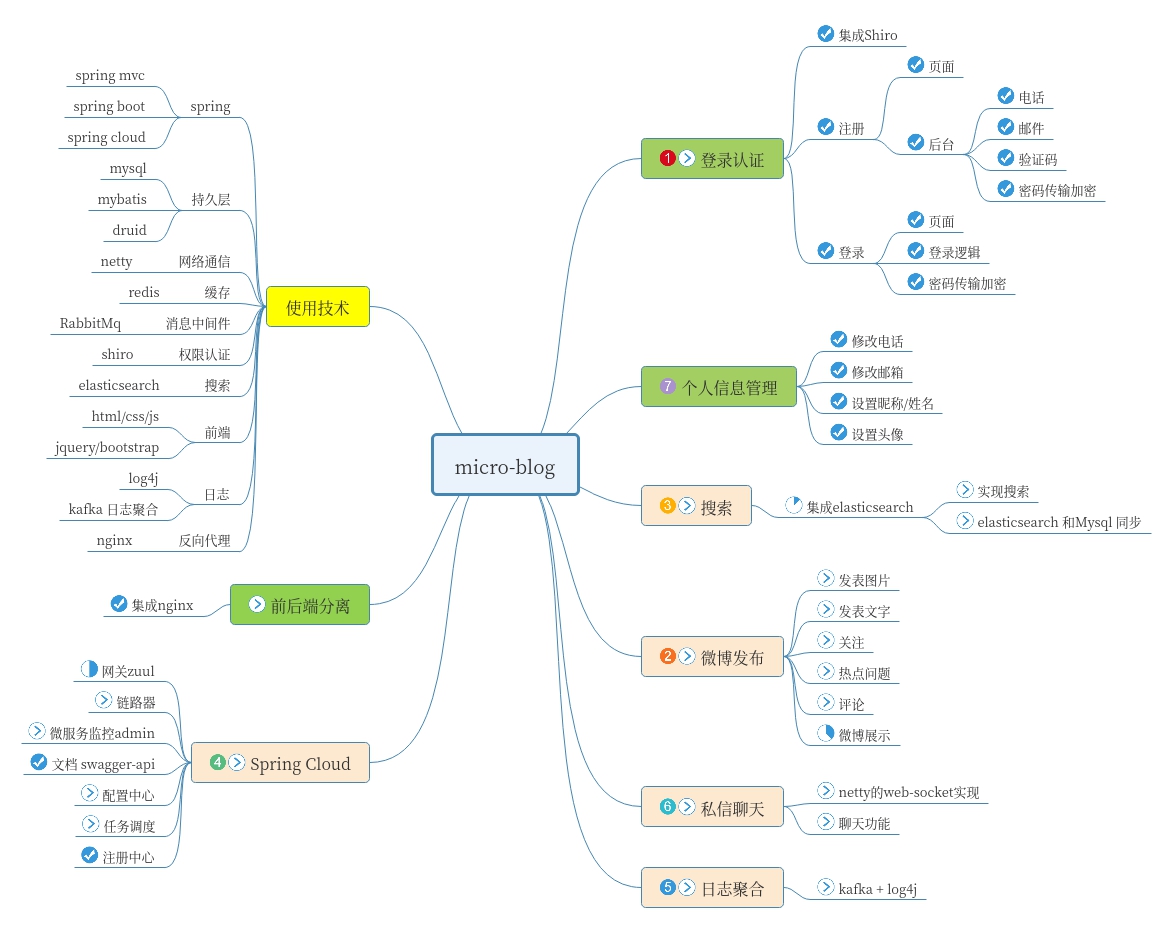 micro-blog
1 登录认证
集成Shiro
注册
页面
后台
电话
邮件
验证码
密码传输加密
登录
页面
登录逻辑
密码传输加密
7 个人信息管理
修改电话
修改邮箱
设置昵称/姓名
设置头像
3 搜索
集成elasticsearch
实现搜索
elasticsearch 和Mysql 同步
2 微博发布
发表图片
发表文字
关注
热点问题
评论
微博展示
6 私信聊天
netty的web-socket实现
聊天功能
5 日志聚合
kafka + log4j
使用技术
spring
spring mvc
spring boot
spring cloud
持久层
mysql
mybatis
druid
网络通信
netty
缓存
redis
消息中间件
RabbitMq
权限认证
shiro
搜索
elasticsearch
前端
html/css/js
jquery/bootstrap
日志
log4j
kafka 日志聚合
反向代理
nginx
前后端分离
集成nginx
4 Spring Cloud
网关zuul
链路器
微服务监控admin
文档 swagger-api
配置中心
任务调度
注册中心